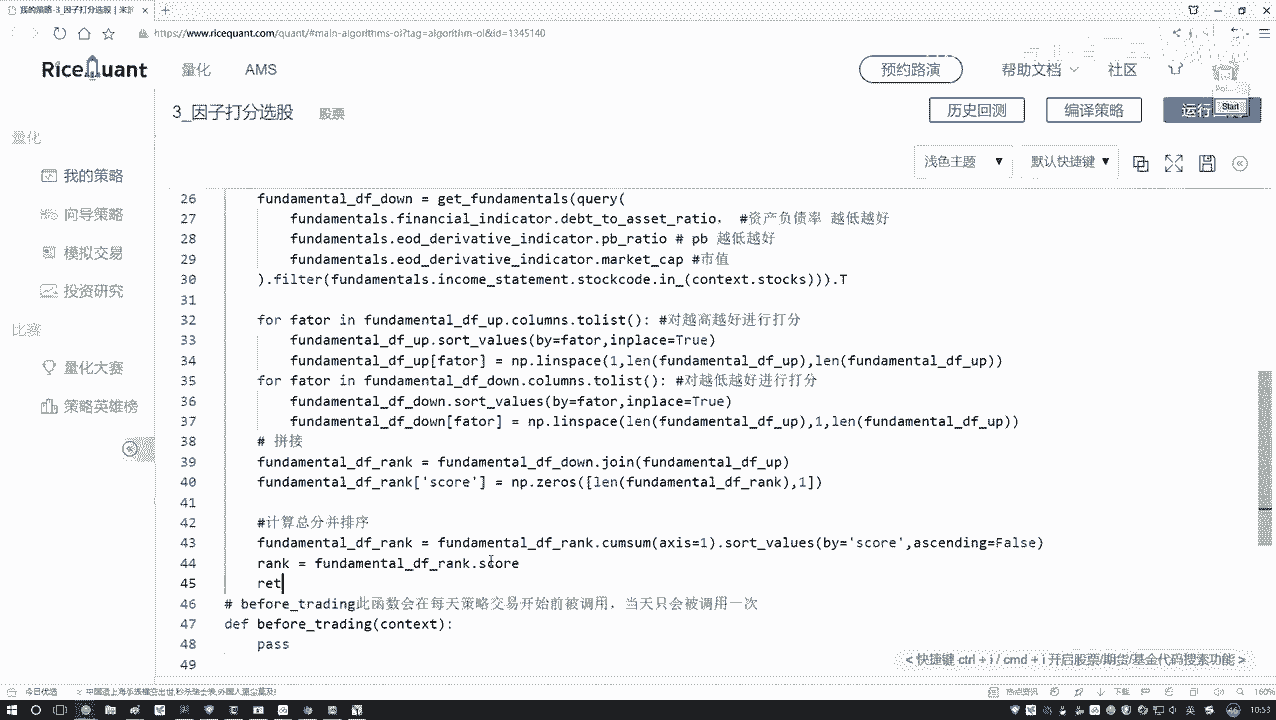 我的策略-3_因子打分选股 | 米筐
https://www.ricequant.com/quant/#main-algorithms-ol?tag=algorithm-ol&id=1345140
RiceQuant 量化 AMS 预约路演 帮助文档 社区
3_因子打分选股 股票 历史回测 编译策略 运行
Start
浅色主题 默认快捷键
量化
我的策略
向导策略
模拟交易
投资研究
比赛
量化大赛
策略英雄榜
26 fundamental_df_down = get_fundamentals(query(
27 fundamentals.financial_indicator.debt_to_asset_ratio， #资产负债率 越低越好
28 fundamentals.eod_derivative_indicator.pb_ratio # pb 越低越好
29 fundamentals.eod_derivative_indicator.market_cap #市值
30 ).filter(fundamentals.income_statement.stockcode.in_(context.stocks))).T
31
32 for fator in fundamental_df_up.columns.tolist(): #对越高越好进行打分
33 fundamental_df_up.sort_values(by=fator,inplace=True)
34 fundamental_df_up[fator] = np.linspace(1,len(fundamental_df_up),len(fundamental_df_up))
35 for fator in fundamental_df_down.columns.tolist(): #对越低越好进行打分
36 fundamental_df_down.sort_values(by=fator,inplace=True)
37 fundamental_df_down[fator] = np.linspace(len(fundamental_df_up),1,len(fundamental_df_up))
38 # 拼接
39 fundamental_df_rank = fundamental_df_down.join(fundamental_df_up)
40 fundamental_df_rank['score'] = np.zeros([len(fundamental_df_rank),1])
41
42 #计算总分并排序
43 fundamental_df_rank = fundamental_df_rank.cumsum(axis=1).sort_values(by='score',ascending=False)
44 rank = fundamental_df_rank.score
45 ret
46 # before_trading此函数会在每天策略交易开始前被调用，当天只会被调用一次
47 def before_trading(context):
48 pass
49
< 快捷键 ctrl + i / cmd + i 开启股票/期货/基金代码搜索功能 >
今日优选 热点资讯 下载 160%
英 10:53